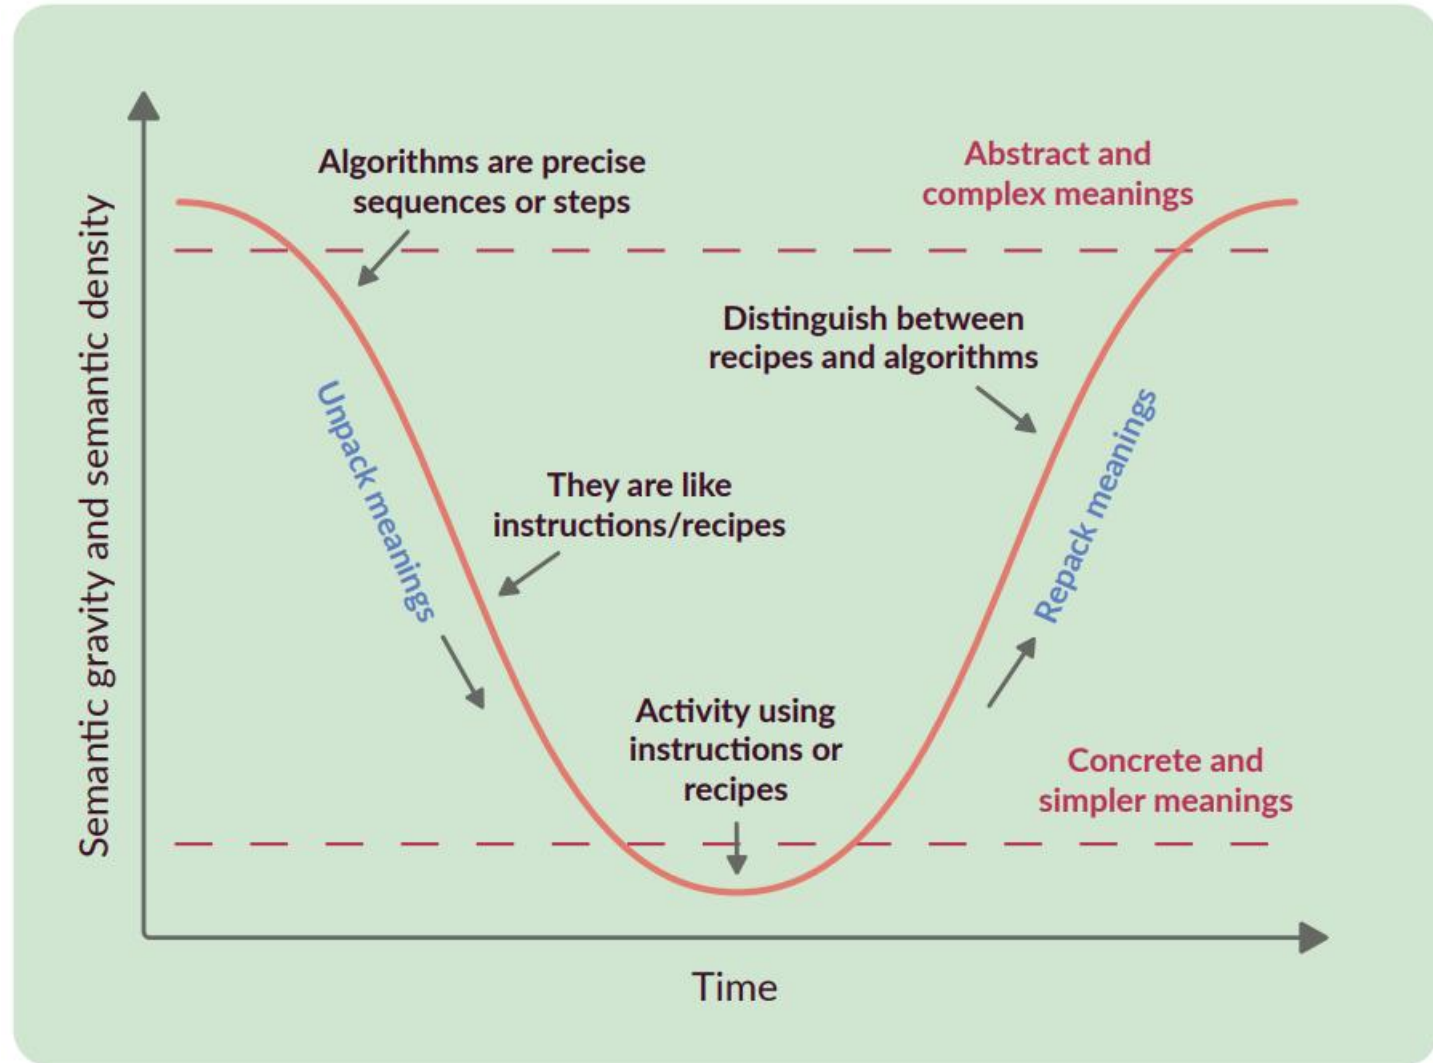 Algorithms are precise
sequences or steps
Abstract and
complex meanings
Distinguish between
recipes and algorithms
Unpack meanings
They are like
instructions/recipes
Repack meanings
Activity using
instructions or
recipes
Concrete and
simpler meanings
Semantic gravity and semantic density
Time